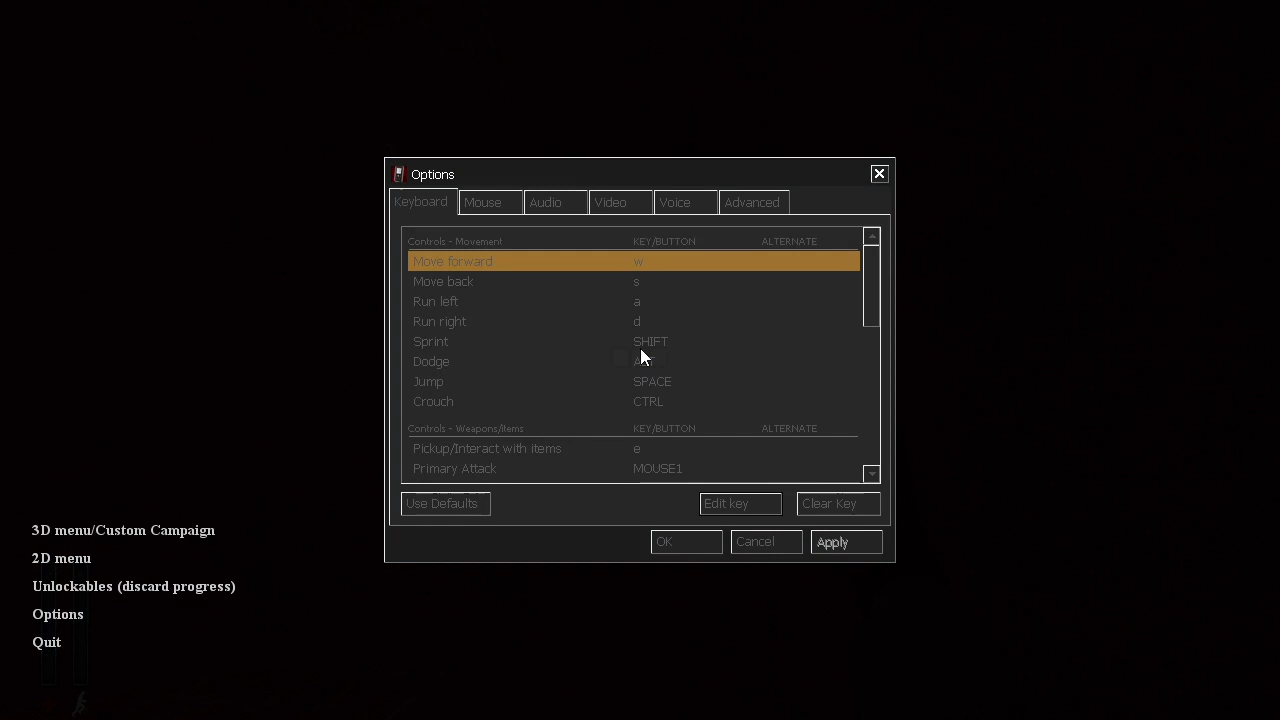 Options
Keyboard Mouse Audio Video Voice Advanced
Controls - Movement KEY/BUTTON ALTERNATE
Move forward w
Move back s
Run left a
Run right d
Sprint SHIFT
Dodge
Jump SPACE
Crouch CTRL
Controls - Weapons/items KEY/BUTTON ALTERNATE
Pickup/Interact with items e
Primary Attack MOUSE1
Use Defaults Edit key Clear Key
OK Cancel Apply
3D menu/Custom Campaign
2D menu
Unlockables (discard progress)
Options
Quit